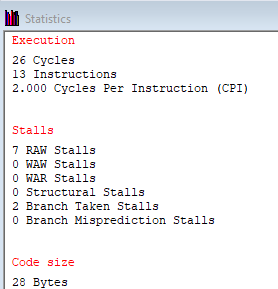 Statistics
Execution
26 Cycles
13 Instructions
2.000 Cycles Per Instruction (CPI)
Stalls
7 RAW Stalls
0 WAW Stalls
0 WAR Stalls
0 Structural Stalls
2 Branch Taken Stalls
0 Branch Misprediction Stalls
Code size
28 Bytes